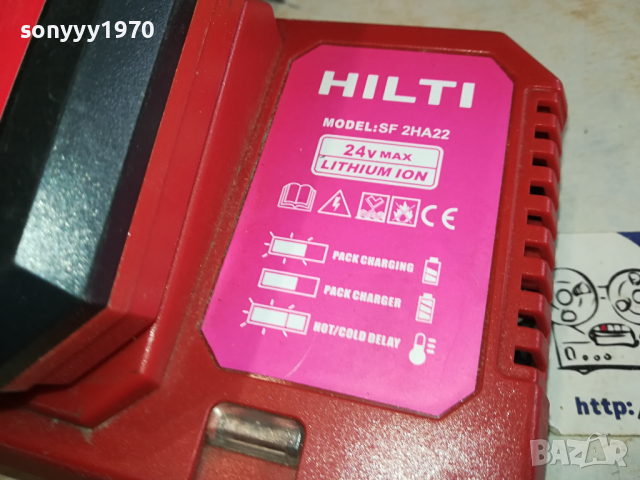 sonyyy1970
HILTI
MODEL:SF 2HA22
24V MAX
LITHIUM ION
CE
PACK CHARGING
PACK CHARGER
HOT/COLD DELAY
http:/
BAZAR